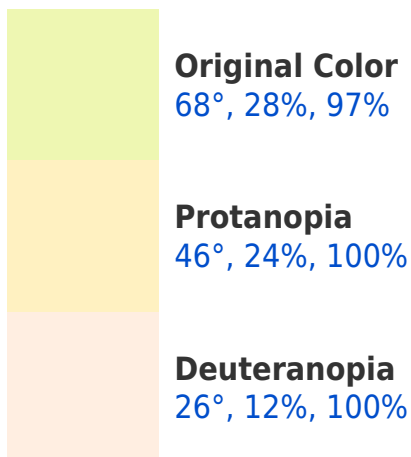 Original Color
68°, 28%, 97%
Protanopia
46°, 24%, 100%
Deuteranopia
26°, 12%, 100%